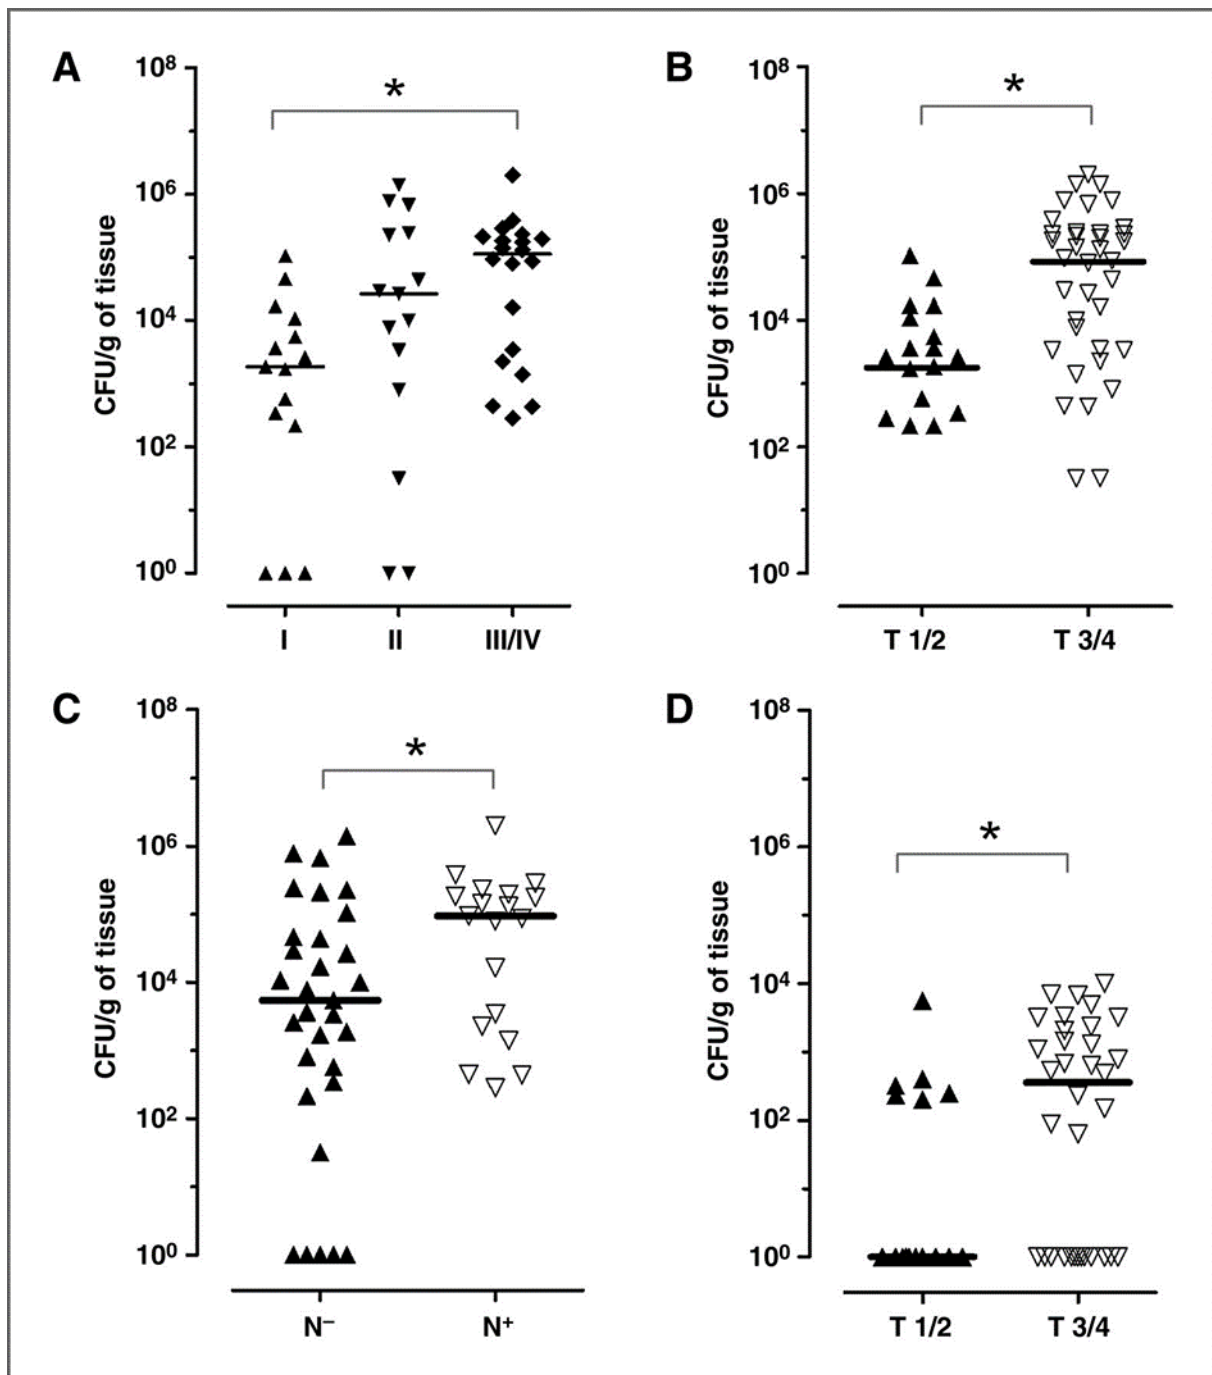 A
*
CFU/g of tissue
10⁸
10⁶
10⁴
10²
10⁰
I II III/IV
B
*
CFU/g of tissue
10⁸
10⁶
10⁴
10²
10⁰
T 1/2 T 3/4
C
*
CFU/g of tissue
10⁸
10⁶
10⁴
10²
10⁰
N⁻ N⁺
D
*
CFU/g of tissue
10⁸
10⁶
10⁴
10²
10⁰
T 1/2 T 3/4